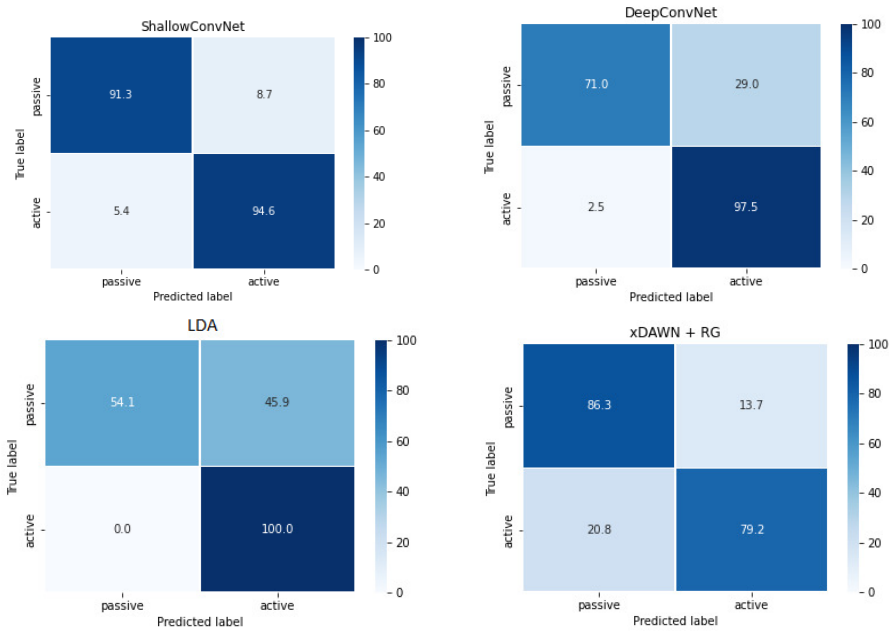 ShallowConvNet
True label
passive
active
91.3 8.7
5.4 94.6
passive active
Predicted label
100
80
60
40
20
0
DeepConvNet
True label
passive
active
71.0 29.0
2.5 97.5
passive active
Predicted label
100
80
60
40
20
0
LDA
True label
passive
active
54.1 45.9
0.0 100.0
passive active
Predicted label
100
80
60
40
20
0
xDAWN + RG
True label
passive
active
86.3 13.7
20.8 79.2
passive active
Predicted label
100
80
60
40
20
0